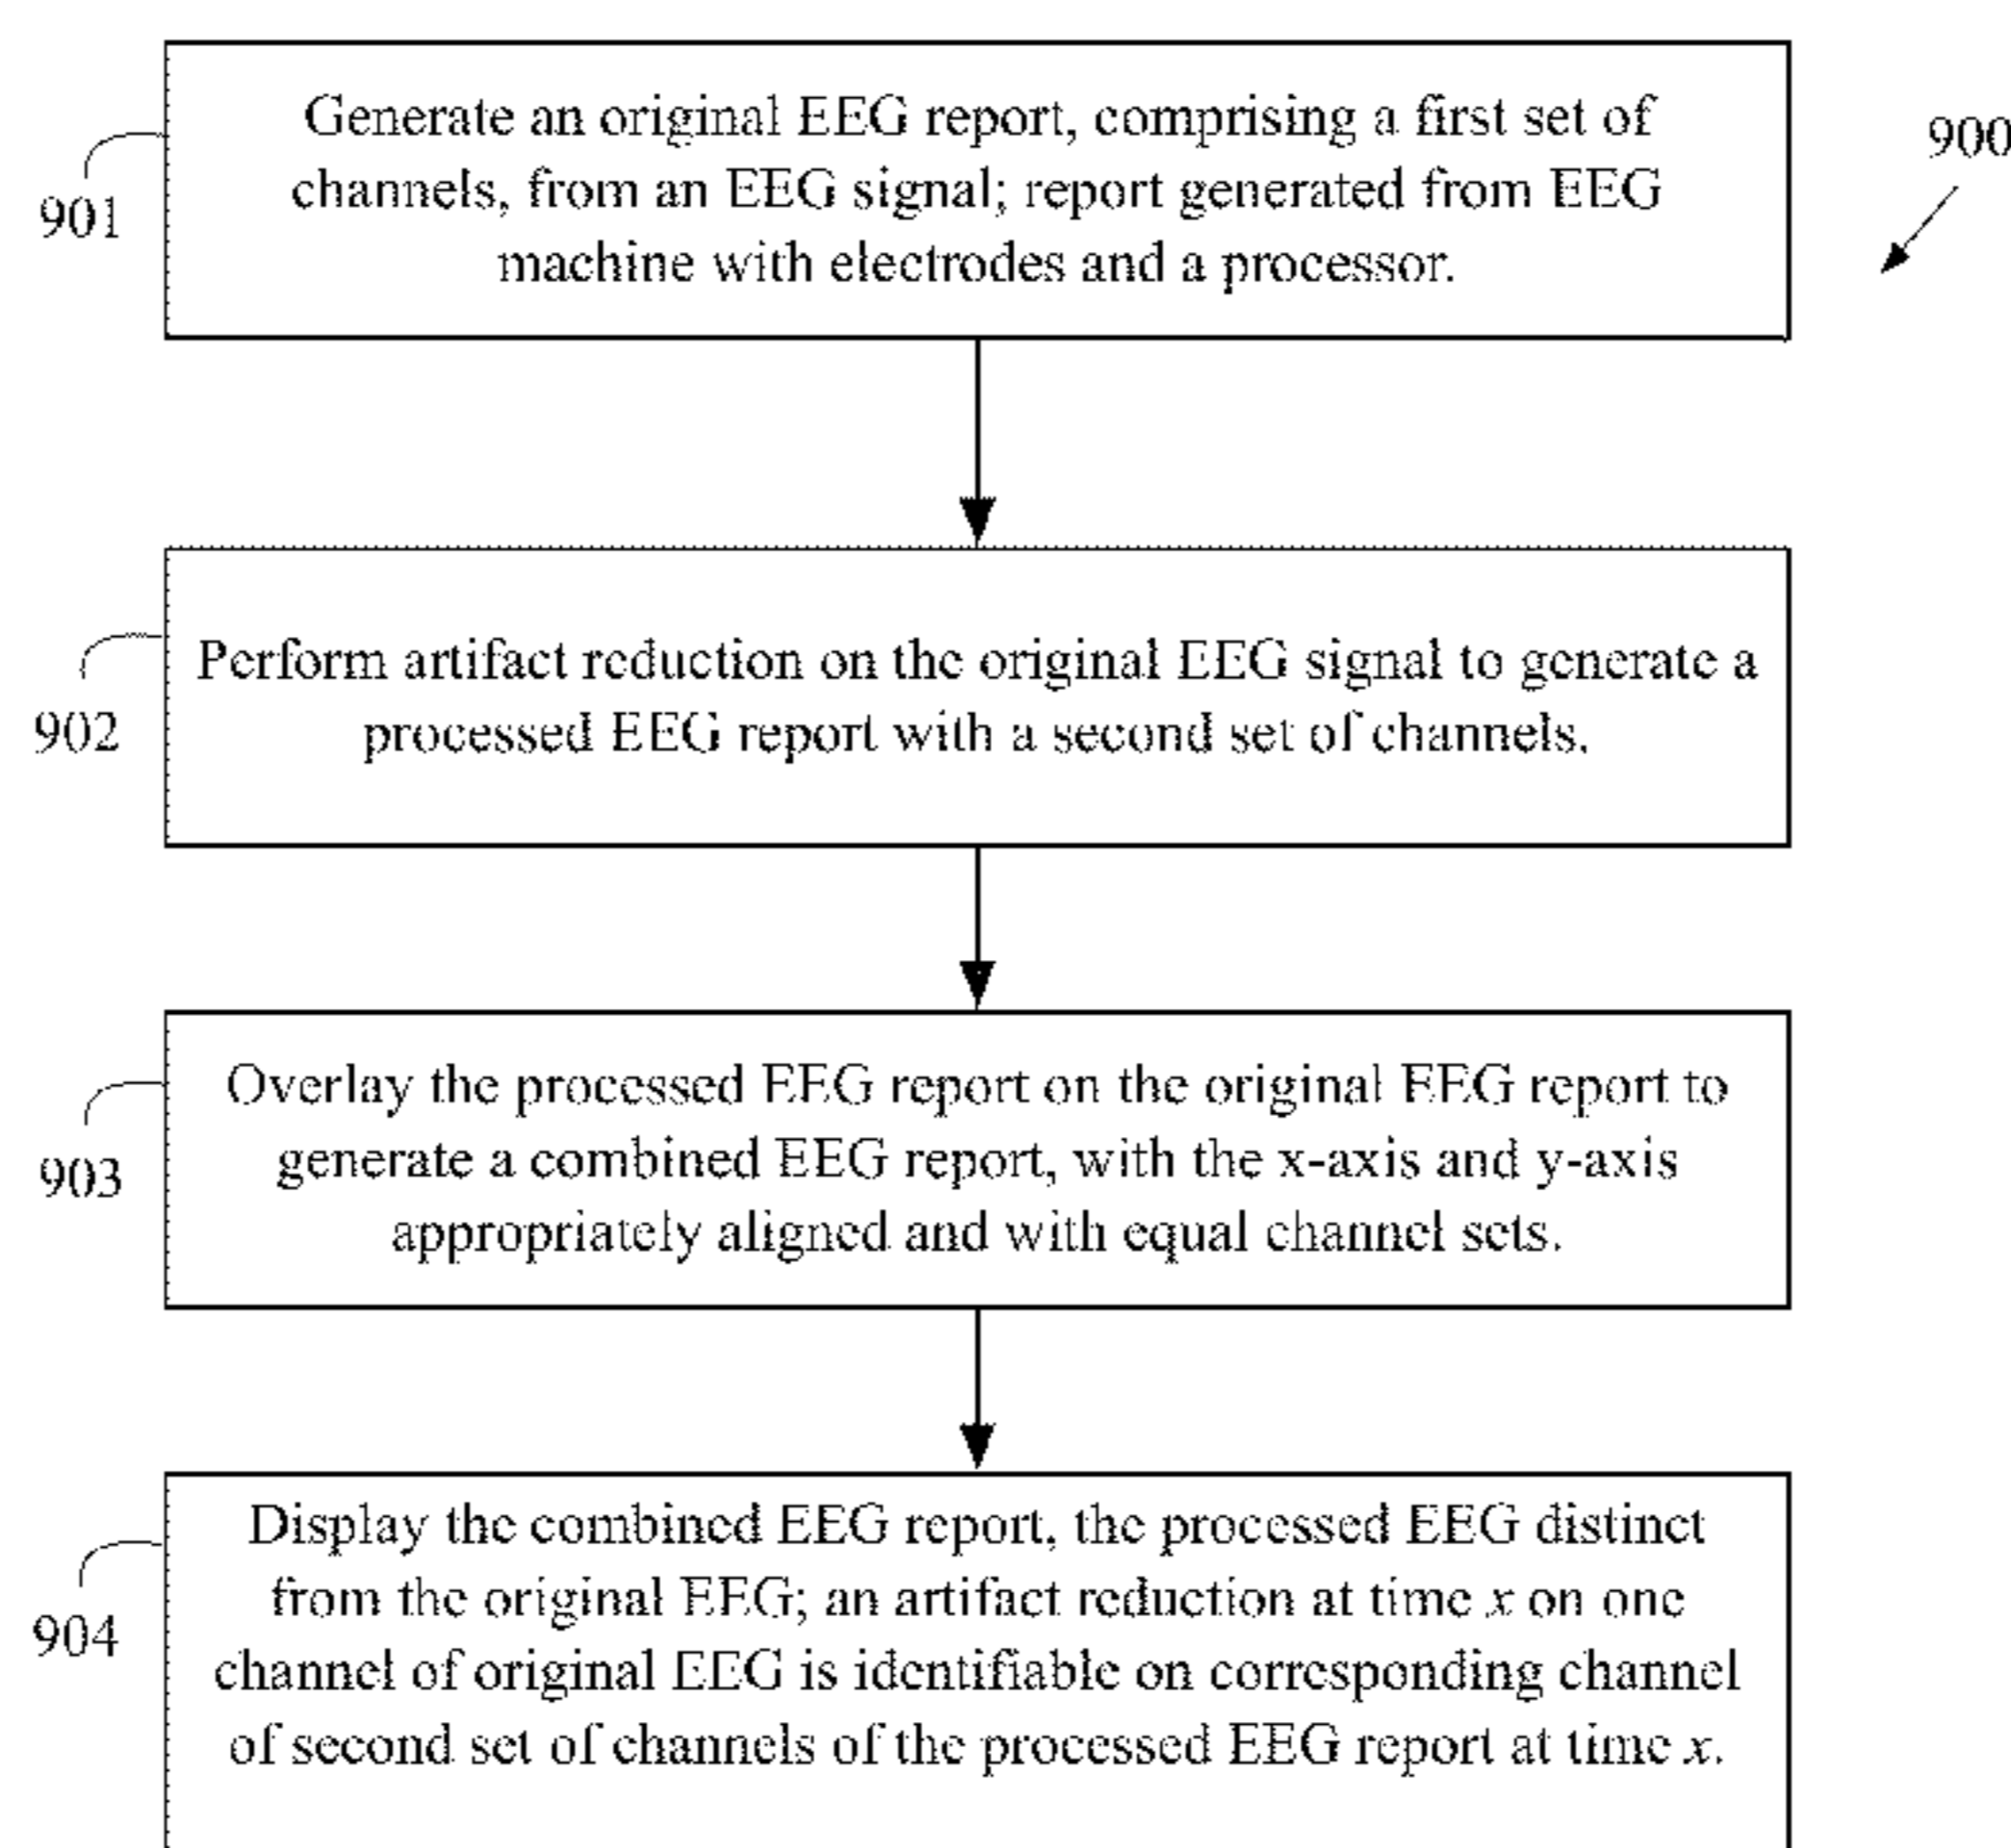 900
901
Generate an original EEG report, comprising a first set of
channels, from an EEG signal; report generated from EEG
machine with electrodes and a processor.
902
Perform artifact reduction on the original EEG signal to generate a
processed EEG report with a second set of channels.
903
Overlay the processed EEG report on the original EEG report to
generate a combined EEG report, with the x-axis and y-axis
appropriately aligned and with equal channel sets.
904
Display the combined EEG report, the processed EEG distinct
from the original EEG; an artifact reduction at time x on one
channel of original EEG is identifiable on corresponding channel
of second set of channels of the processed EEG report at time x.